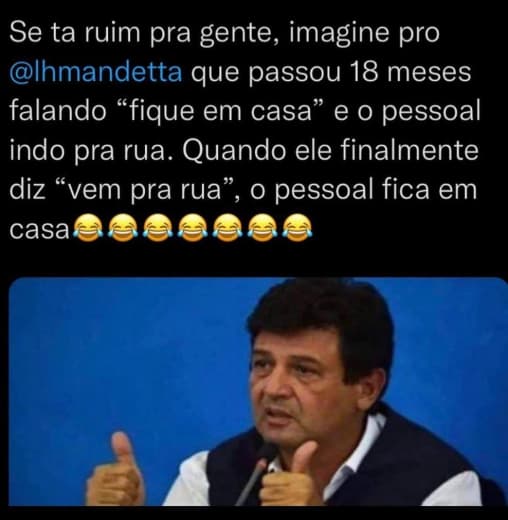 Se ta ruim pra gente, imagine pro
@lhmandetta que passou 18 meses
falando “fique em casa” e o pessoal
indo pra rua. Quando ele finalmente
diz “vem pra rua”, o pessoal fica em
casa😂😂😂😂😂😂😂